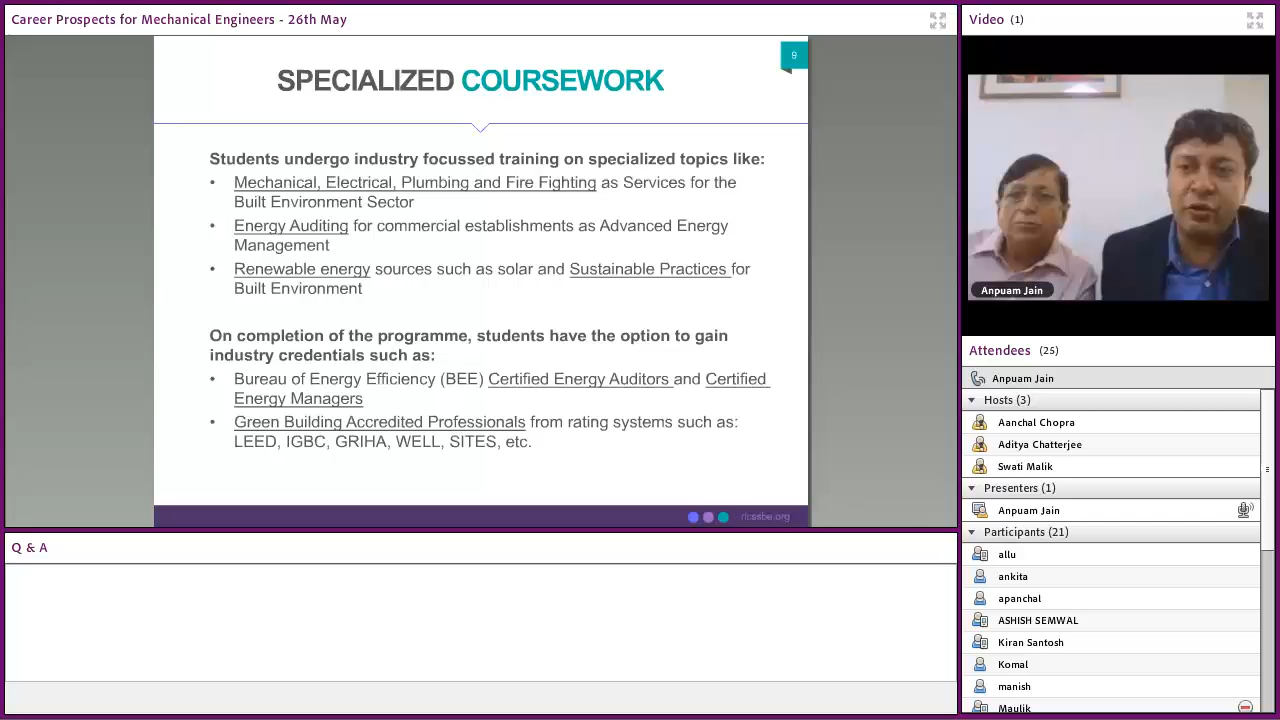 Career Prospects for Mechanical Engineers - 26th May
9
SPECIALIZED COURSEWORK
Students undergo industry focussed training on specialized topics like:
• Mechanical, Electrical, Plumbing and Fire Fighting as Services for the
Built Environment Sector
• Energy Auditing for commercial establishments as Advanced Energy
Management
• Renewable energy sources such as solar and Sustainable Practices for
Built Environment
On completion of the programme, students have the option to gain
industry credentials such as:
• Bureau of Energy Efficiency (BEE) Certified Energy Auditors and Certified
Energy Managers
• Green Building Accredited Professionals from rating systems such as:
LEED, IGBC, GRIHA, WELL, SITES, etc.
ricssbe.org
Q & A
Video (1)
Anpuam Jain
Attendees (25)
Anpuam Jain
Hosts (3)
Aanchal Chopra
Aditya Chatterjee
Swati Malik
Presenters (1)
Anpuam Jain
Participants (21)
allu
ankita
apanchal
ASHISH SEMWAL
Kiran Santosh
Komal
manish
Maulik